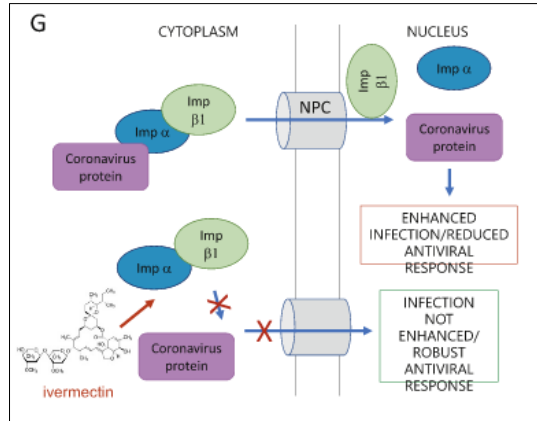 G
CYTOPLASM
NUCLEUS
Imp
β1
Imp α
Coronavirus
protein
NPC
Imp
β1
Imp α
Coronavirus
protein
ENHANCED
INFECTION/REDUCED
ANTIVIRAL
RESPONSE
Imp
β1
Imp α
Coronavirus
protein
ivermectin
INFECTION
NOT
ENHANCED/
ROBUST
ANTIVIRAL
RESPONSE